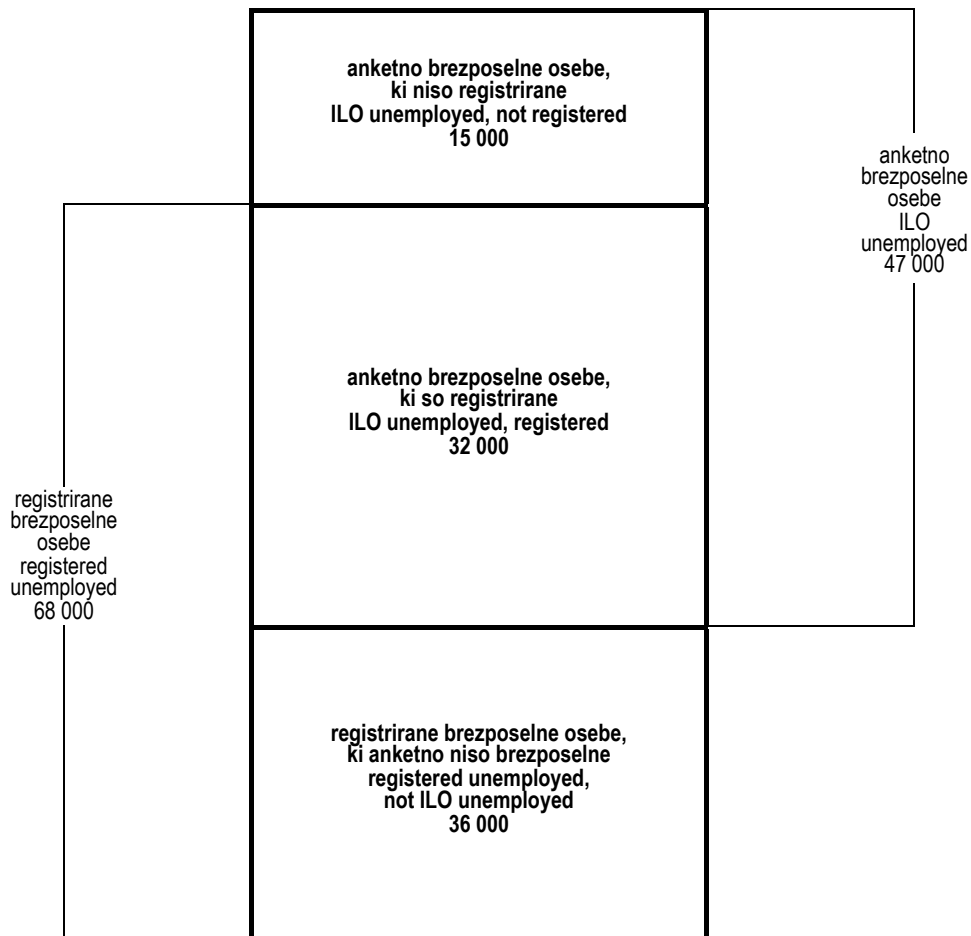 anketno brezposelne osebe,
ki niso registrirane
ILO unemployed, not registered
15 000
anketno
brezposelne
osebe
ILO
unemployed
47 000
anketno brezposelne osebe,
ki so registrirane
ILO unemployed, registered
32 000
registrirane
brezposelne
osebe
registered
unemployed
68 000
registrirane brezposelne osebe,
ki anketno niso brezposelne
registered unemployed,
not ILO unemployed
36 000